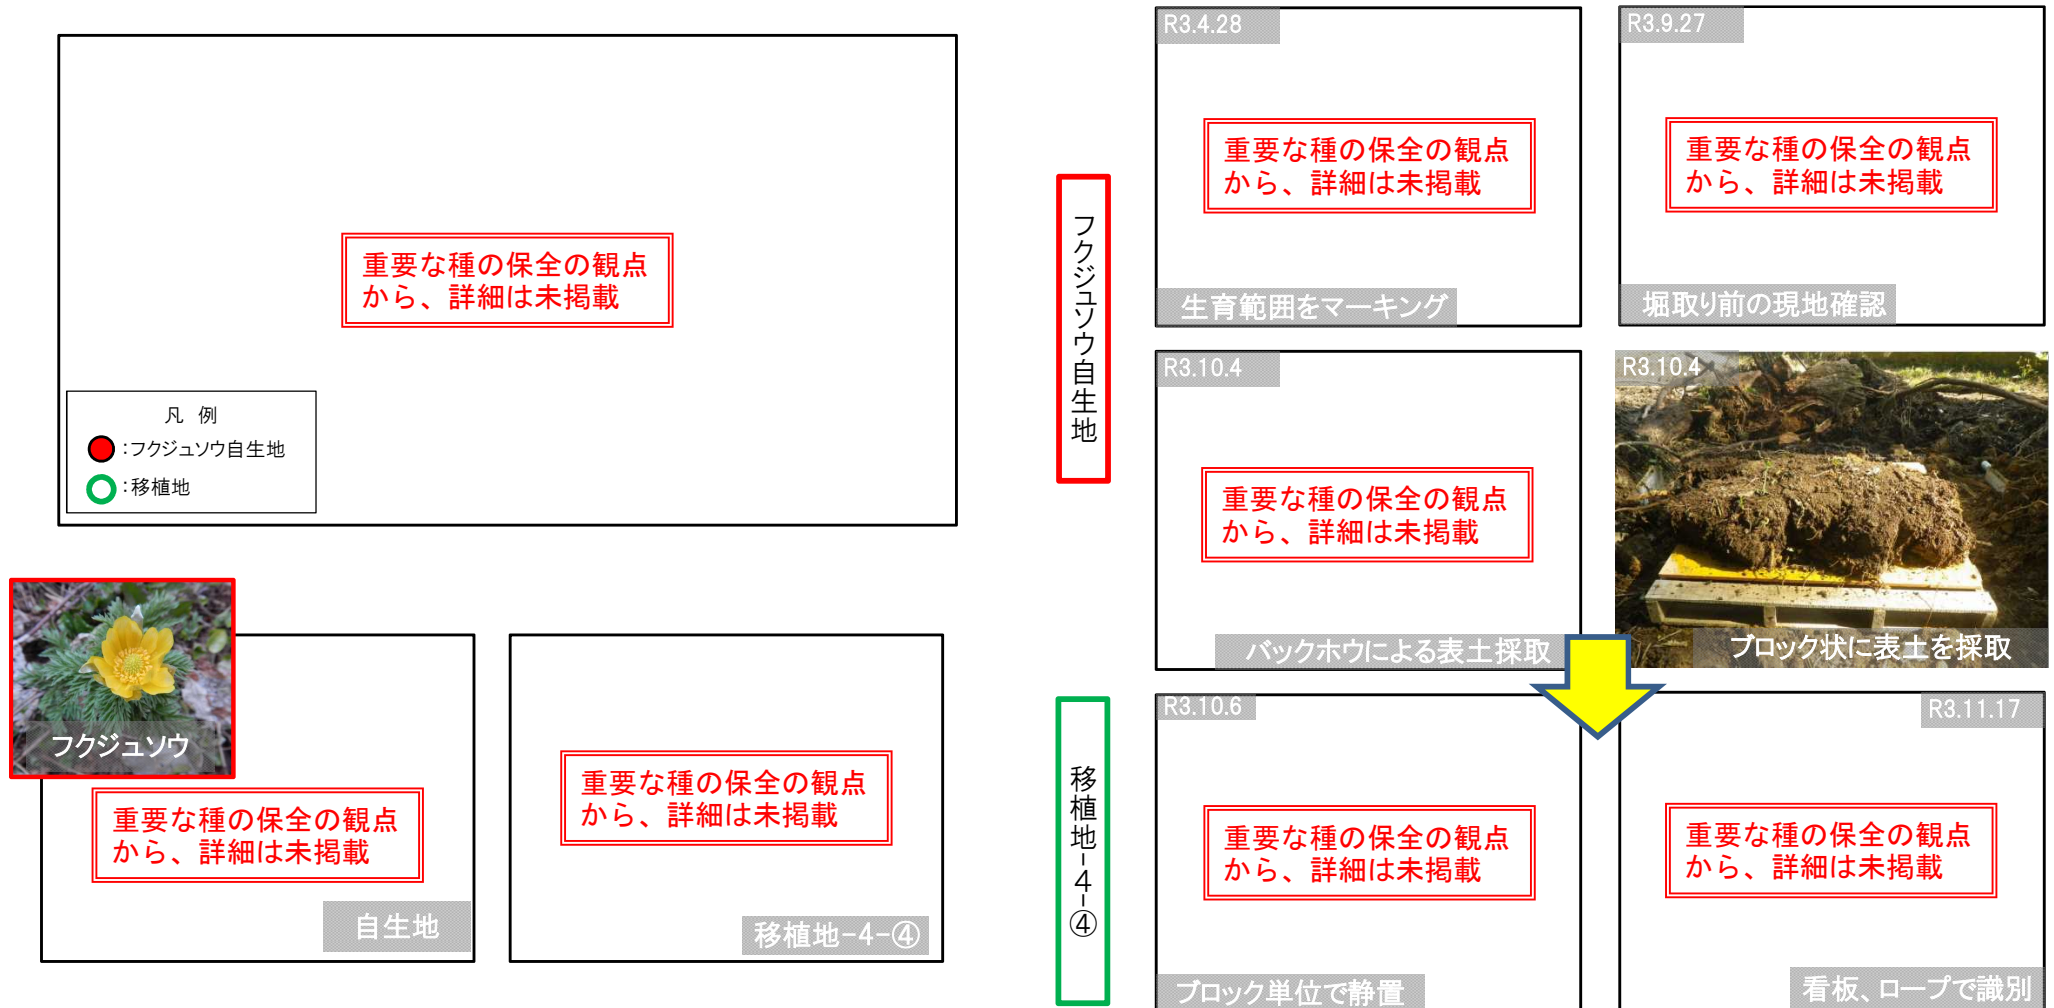 重要な種の保全の観点
から、詳細は未掲載
凡 例
:フクジュソウ自生地
:移植地
フクジュソウ
重要な種の保全の観点
から、詳細は未掲載
自生地
重要な種の保全の観点
から、詳細は未掲載
移植地-4-④
フクジュソウ自生地
R3.4.28
重要な種の保全の観点
から、詳細は未掲載
生育範囲をマーキング
R3.9.27
重要な種の保全の観点
から、詳細は未掲載
堀取り前の現地確認
R3.10.4
重要な種の保全の観点
から、詳細は未掲載
バックホウによる表土採取
R3.10.4
ブロック状に表土を採取
移植地-4-④
R3.10.6
重要な種の保全の観点
から、詳細は未掲載
ブロック単位で静置
R3.11.17
重要な種の保全の観点
から、詳細は未掲載
看板、ロープで識別